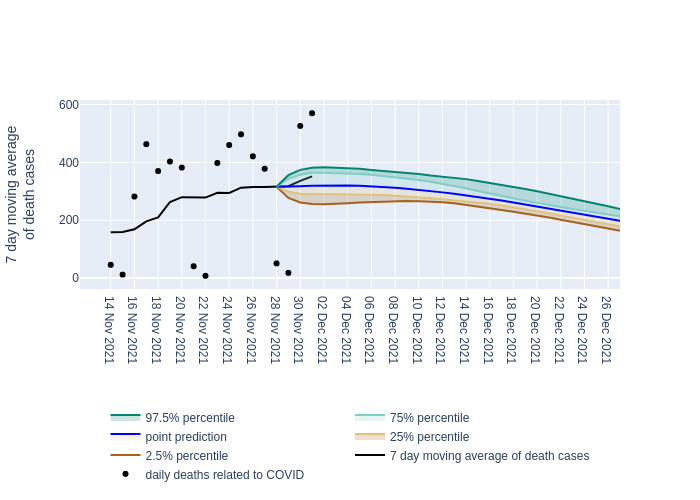 7 day moving average
of death cases
600
400
200
0
14 Nov 2021
16 Nov 2021
18 Nov 2021
20 Nov 2021
22 Nov 2021
24 Nov 2021
26 Nov 2021
28 Nov 2021
30 Nov 2021
02 Dec 2021
04 Dec 2021
06 Dec 2021
08 Dec 2021
10 Dec 2021
12 Dec 2021
14 Dec 2021
16 Dec 2021
18 Dec 2021
20 Dec 2021
22 Dec 2021
24 Dec 2021
26 Dec 2021
97.5% percentile
75% percentile
point prediction
25% percentile
2.5% percentile
7 day moving average of death cases
daily deaths related to COVID